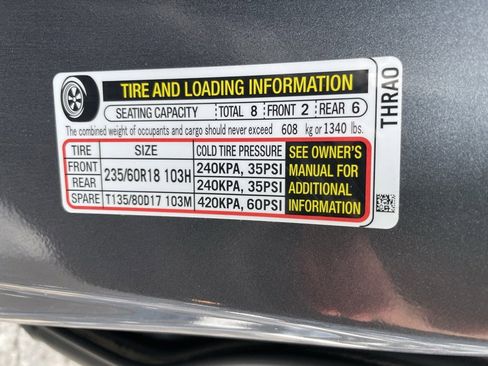 TIRE AND LOADING INFORMATION
SEATING CAPACITY TOTAL 8 FRONT 2 REAR 6
The combined weight of occupants and cargo should never exceed 608 kg or 1340 lbs.
TIRE SIZE COLD TIRE PRESSURE
FRONT 235/60R18 103H 240KPA, 35PSI
REAR 240KPA, 35PSI
SPARE T135/80D17 103M 420KPA, 60PSI
SEE OWNER'S
MANUAL FOR
ADDITIONAL
INFORMATION
THRA0